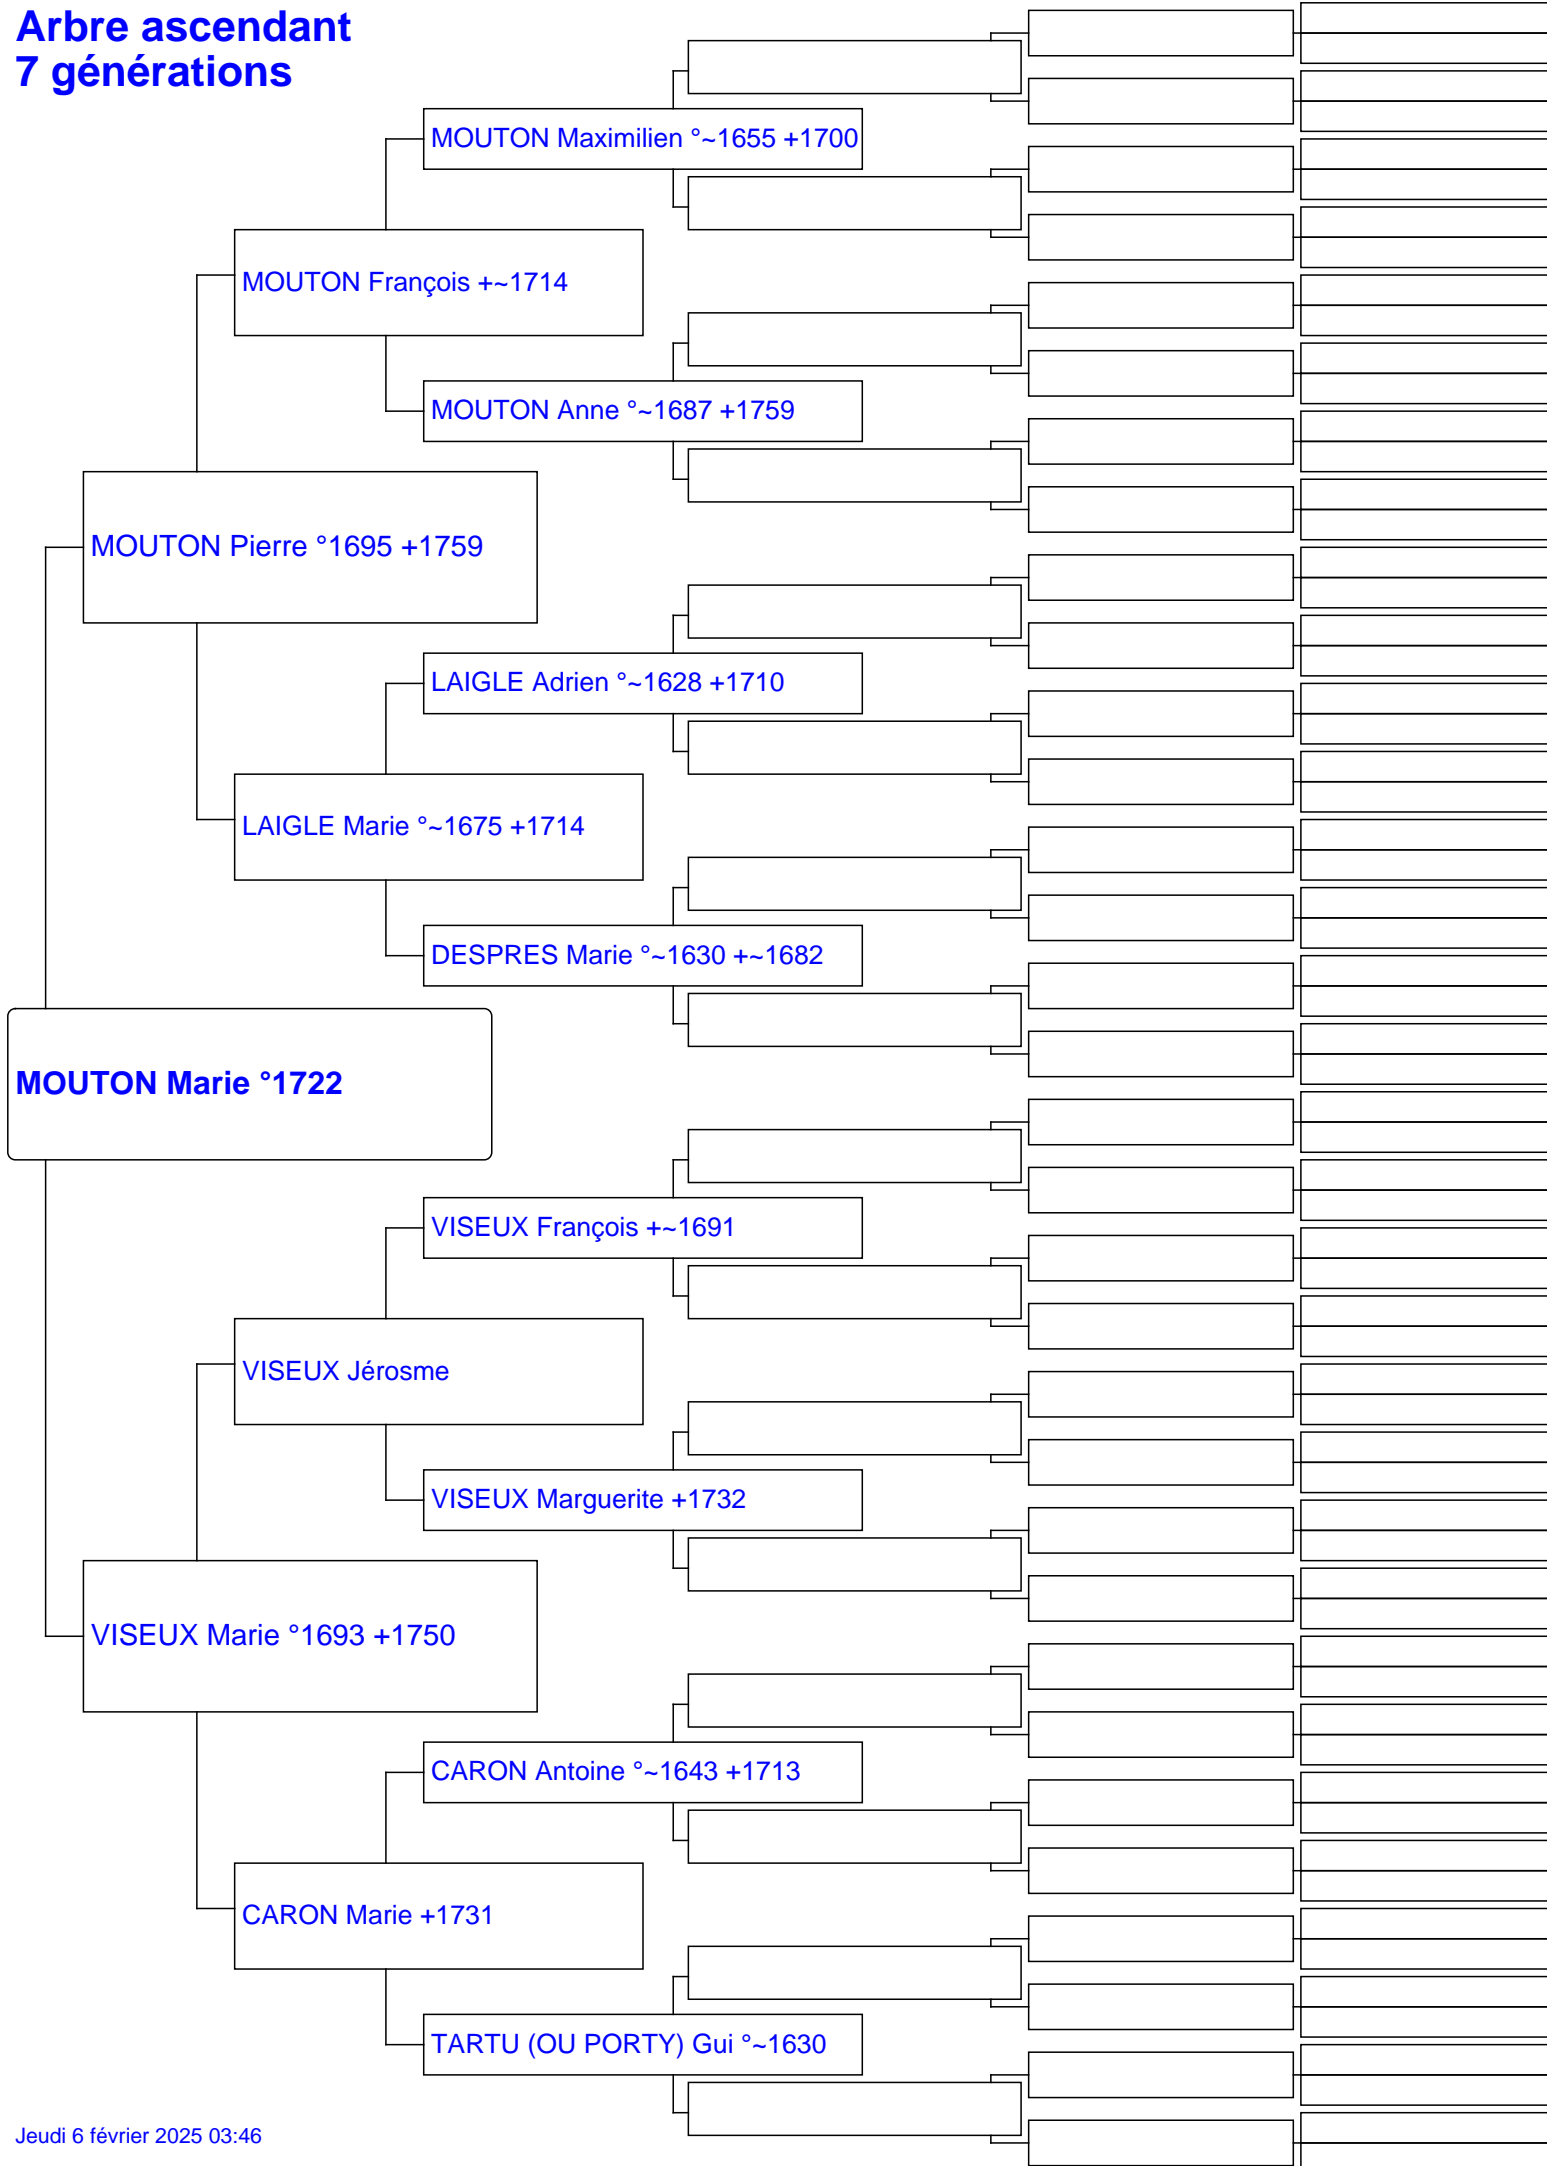 Arbre ascendant
7 générations
MOUTON Maximilien °~1655 +1700
MOUTON François +~1714
MOUTON Anne °~1687 +1759
MOUTON Pierre °1695 +1759
LAIGLE Adrien °~1628 +1710
LAIGLE Marie °~1675 +1714
DESPRES Marie °~1630 +~1682
MOUTON Marie °1722
VISEUX François +~1691
VISEUX Jérosme
VISEUX Marguerite +1732
VISEUX Marie °1693 +1750
CARON Antoine °~1643 +1713
CARON Marie +1731
TARTU (OU PORTY) Gui °~1630
Jeudi 6 février 2025 03:46